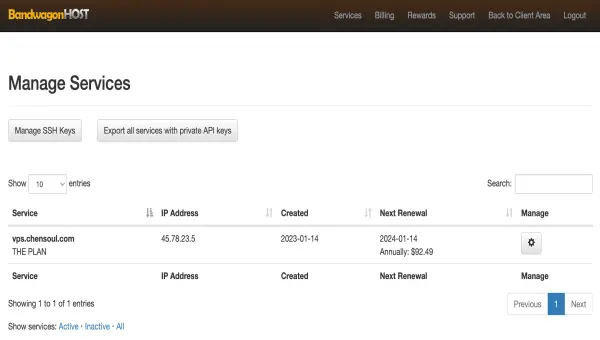 BandwagonHOST Services Billing Rewards Support Back to Client Area Logout
Manage Services
Manage SSH Keys Export all services with private API keys
Show 10 entries Search:
Service IP Address Created Next Renewal Manage
vps.chensoul.com 45.78.23.5 2023-01-14 2024-01-14
THE PLAN Annually: $92.49
Service IP Address Created Next Renewal Manage
Showing 1 to 1 of 1 entries Previous 1 Next
Show services: Active · Inactive · All